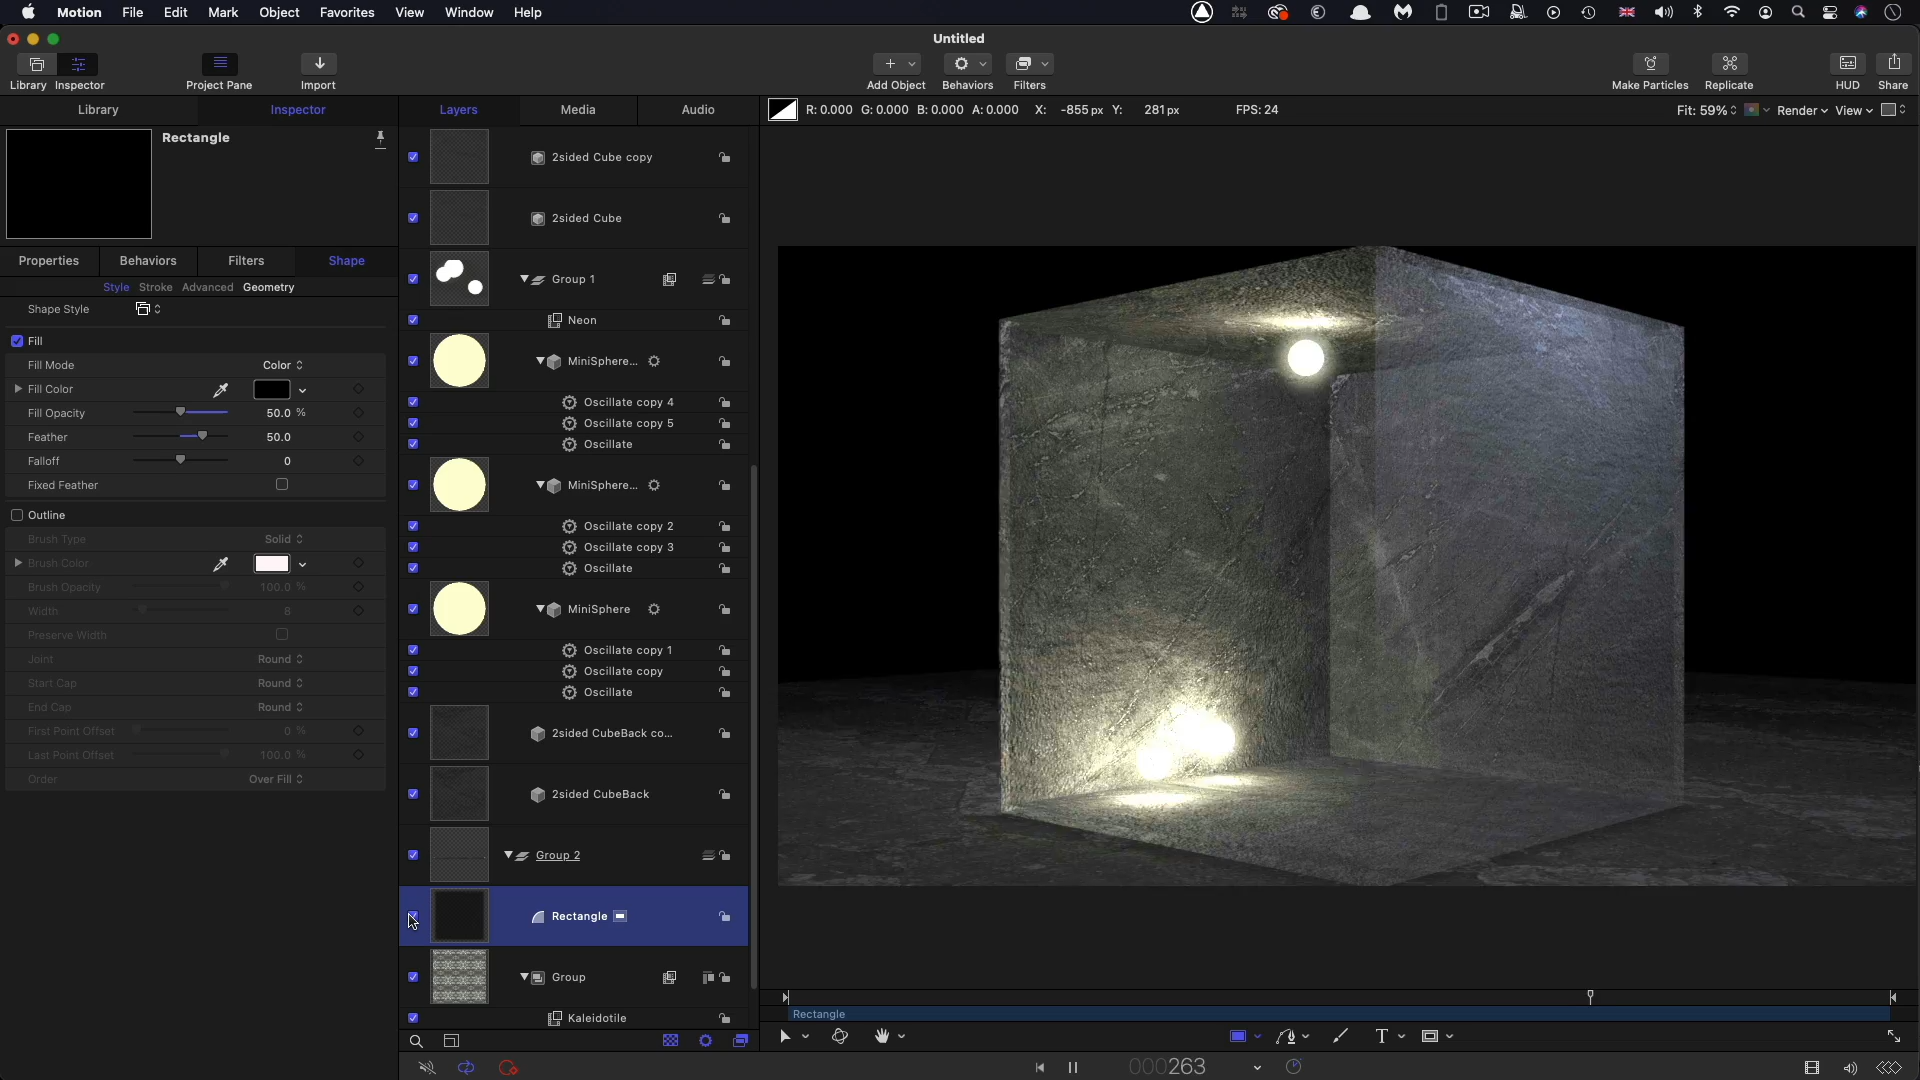 Motion File Edit Mark Object Favorites View Window Help
Untitled
Library Inspector Project Pane Import Add Object Behaviors Filters Make Particles Replicate HUD Share
Library Inspector Layers Media Audio R: 0.000 G: 0.000 B: 0.000 A: 0.000 X: -855 px Y: 281 px FPS: 24 Fit: 59% Render View
Rectangle
2sided Cube copy
2sided Cube
Properties Behaviors Filters Shape
Style Stroke Advanced Geometry
Shape Style
Group 1
Neon
Fill
Fill Mode Color
MiniSphere...
Fill Color
Fill Opacity 50.0 %
Oscillate copy 4
Oscillate copy 5
Feather 50.0
Oscillate
Falloff 0
Fixed Feather
MiniSphere...
Outline
Oscillate copy 2
Brush Type Solid
Oscillate copy 3
Brush Color
Oscillate
Brush Opacity 100.0 %
Width 8
MiniSphere
Preserve Width
Oscillate copy 1
Joint Round
Oscillate copy
Start Cap Round
Oscillate
End Cap Round
First Point Offset 0 %
2sided CubeBack co...
Last Point Offset 100.0 %
Order Over Fill
2sided CubeBack
Group 2
Rectangle
Group
Kaleidotile
Rectangle
T
000263